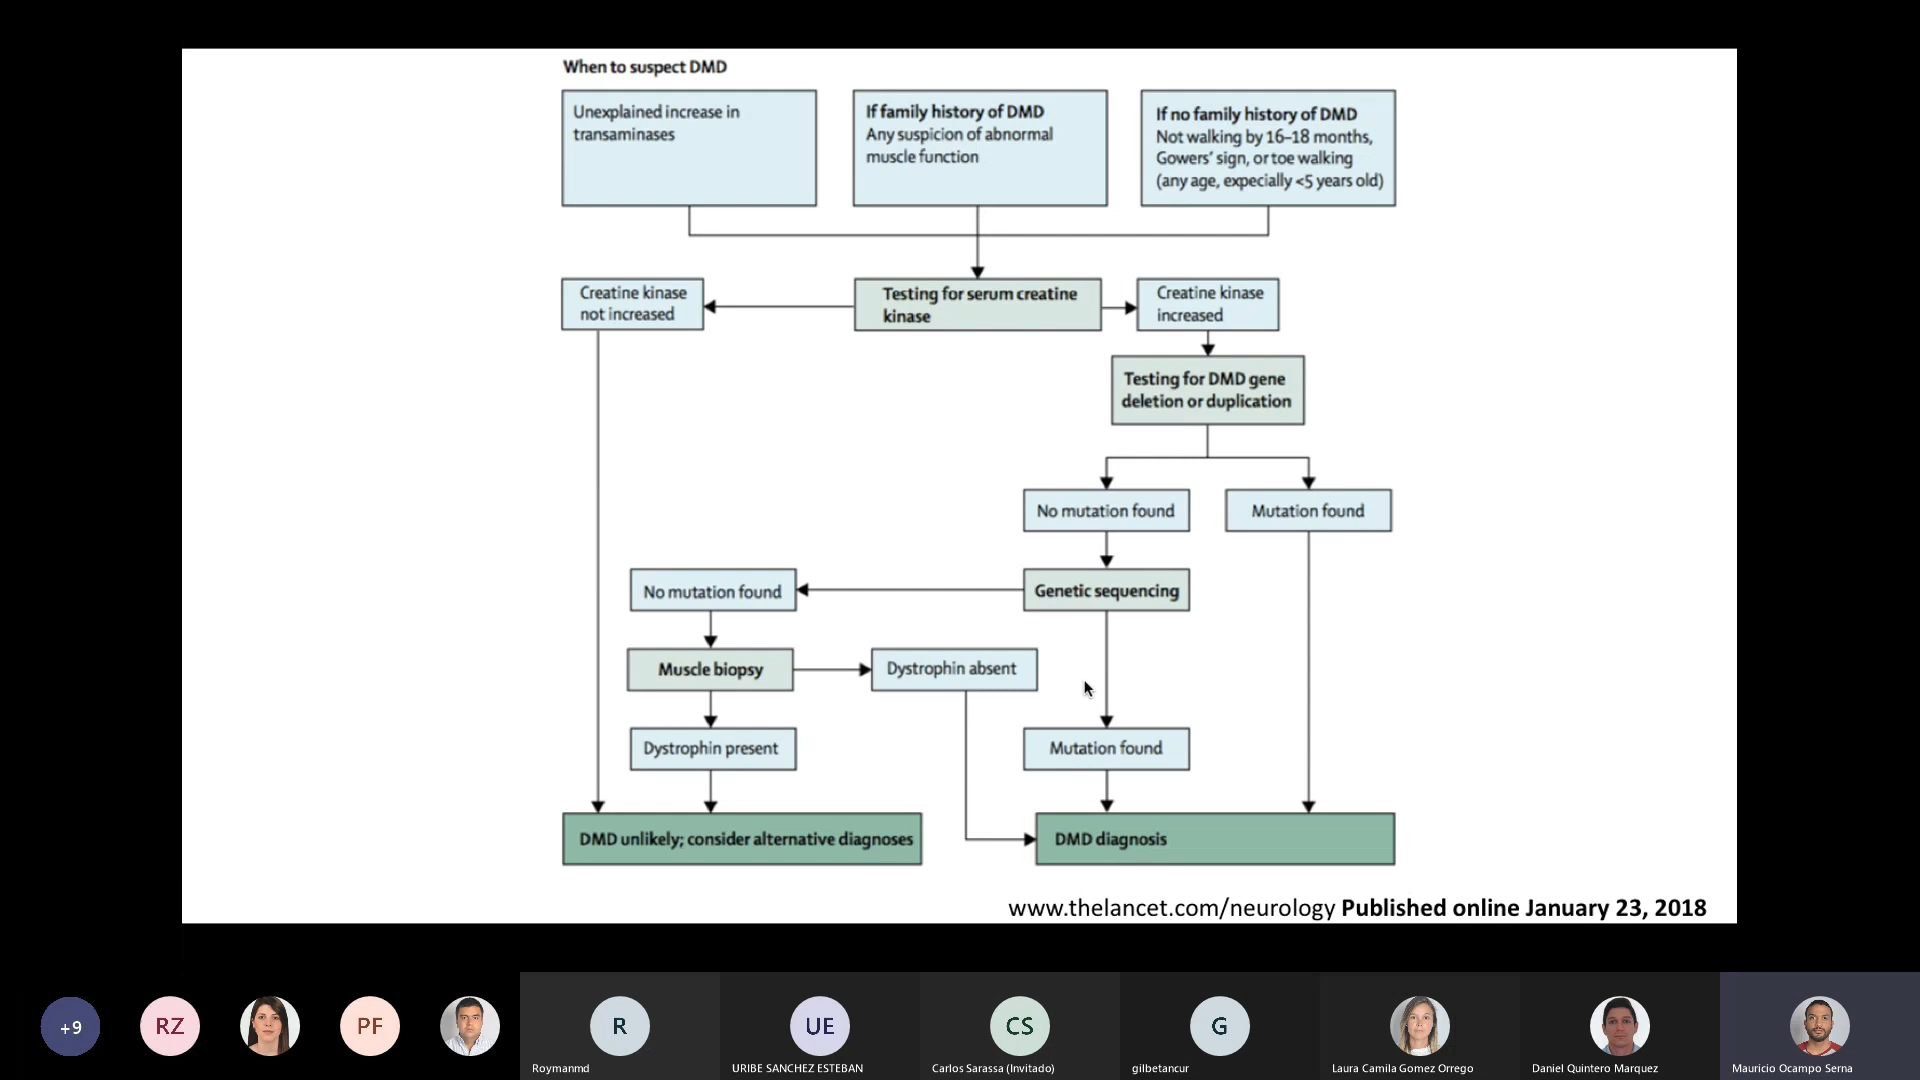 When to suspect DMD
Unexplained increase in
transaminases
If family history of DMD
Any suspicion of abnormal
muscle function
If no family history of DMD
Not walking by 16–18 months,
Gowers’ sign, or toe walking
(any age, expecially <5 years old)
Creatine kinase
not increased
Testing for serum creatine
kinase
Creatine kinase
increased
Testing for DMD gene
deletion or duplication
No mutation found
Mutation found
No mutation found
Genetic sequencing
Muscle biopsy
Dystrophin absent
Dystrophin present
Mutation found
DMD unlikely; consider alternative diagnoses
DMD diagnosis
www.thelancet.com/neurology Published online January 23, 2018
+9
RZ
PF
R
UE
CS
G
Roymanmd
URIBE SANCHEZ ESTEBAN
Carlos Sarassa (Invitado)
gilbetancur
Laura Camila Gomez Orrego
Daniel Quintero Marquez
Mauricio Ocampo Serna